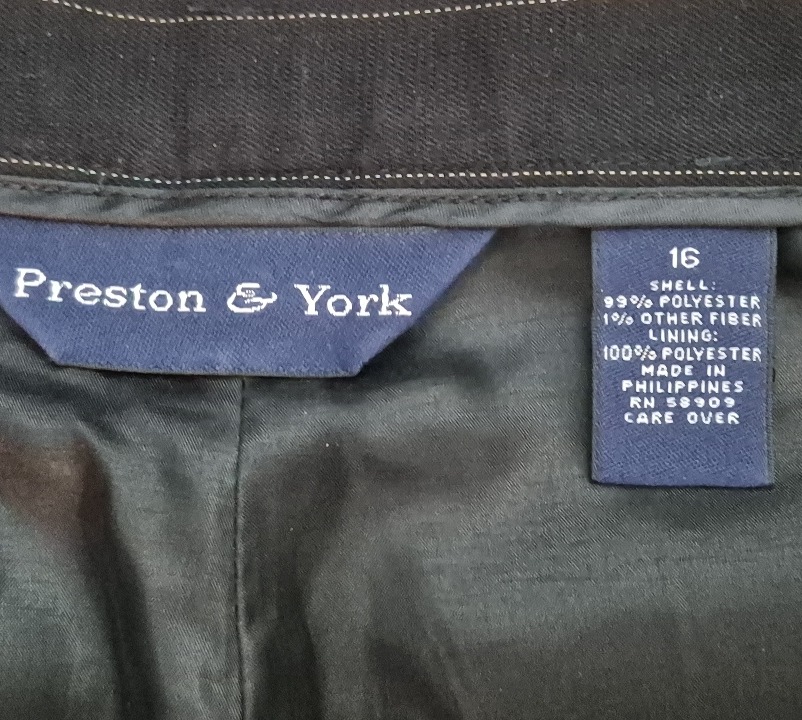 Preston & York
16
SHELL:
99% POLYESTER
1% OTHER FIBER
LINING:
100% POLYESTER
MADE IN
PHILIPPINES
RN 58909
CARE OVER